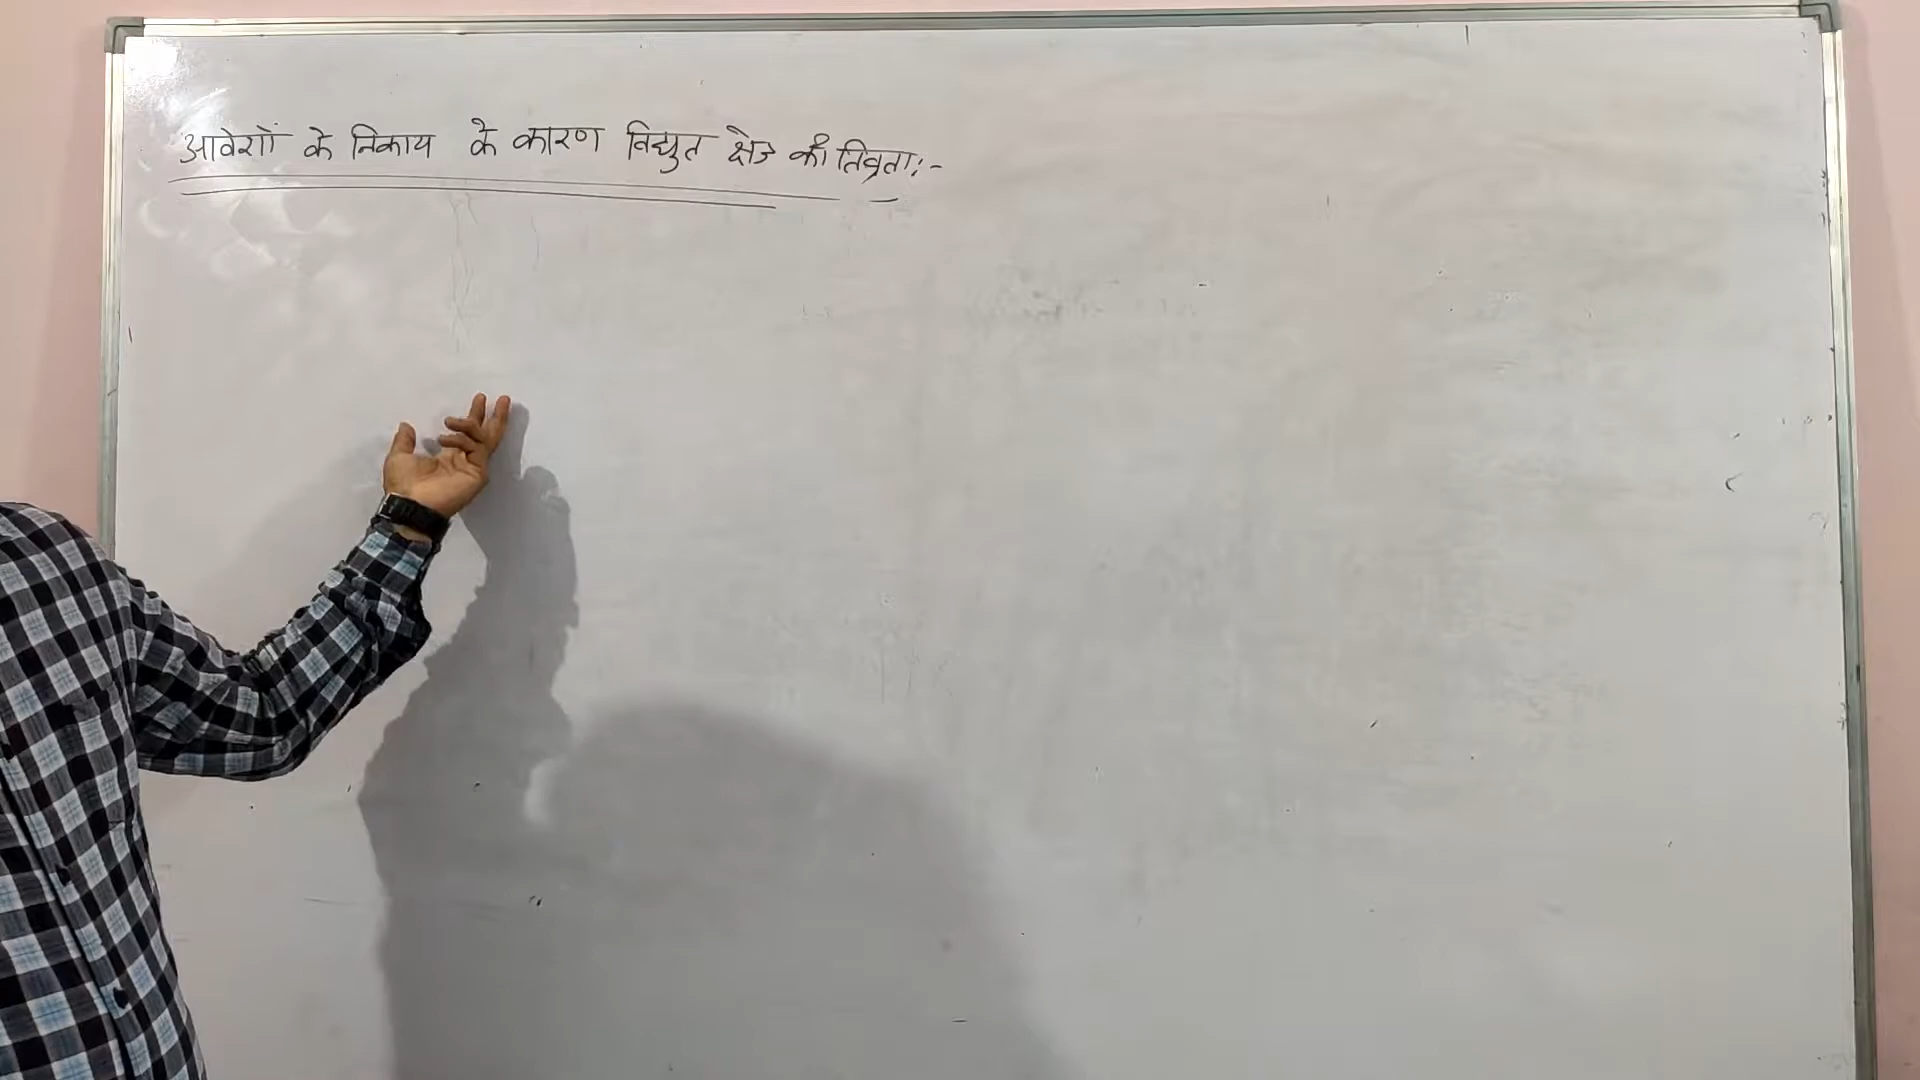 आवेशों के निकाय के कारण विद्युत क्षेत्र की तिव्रता:-